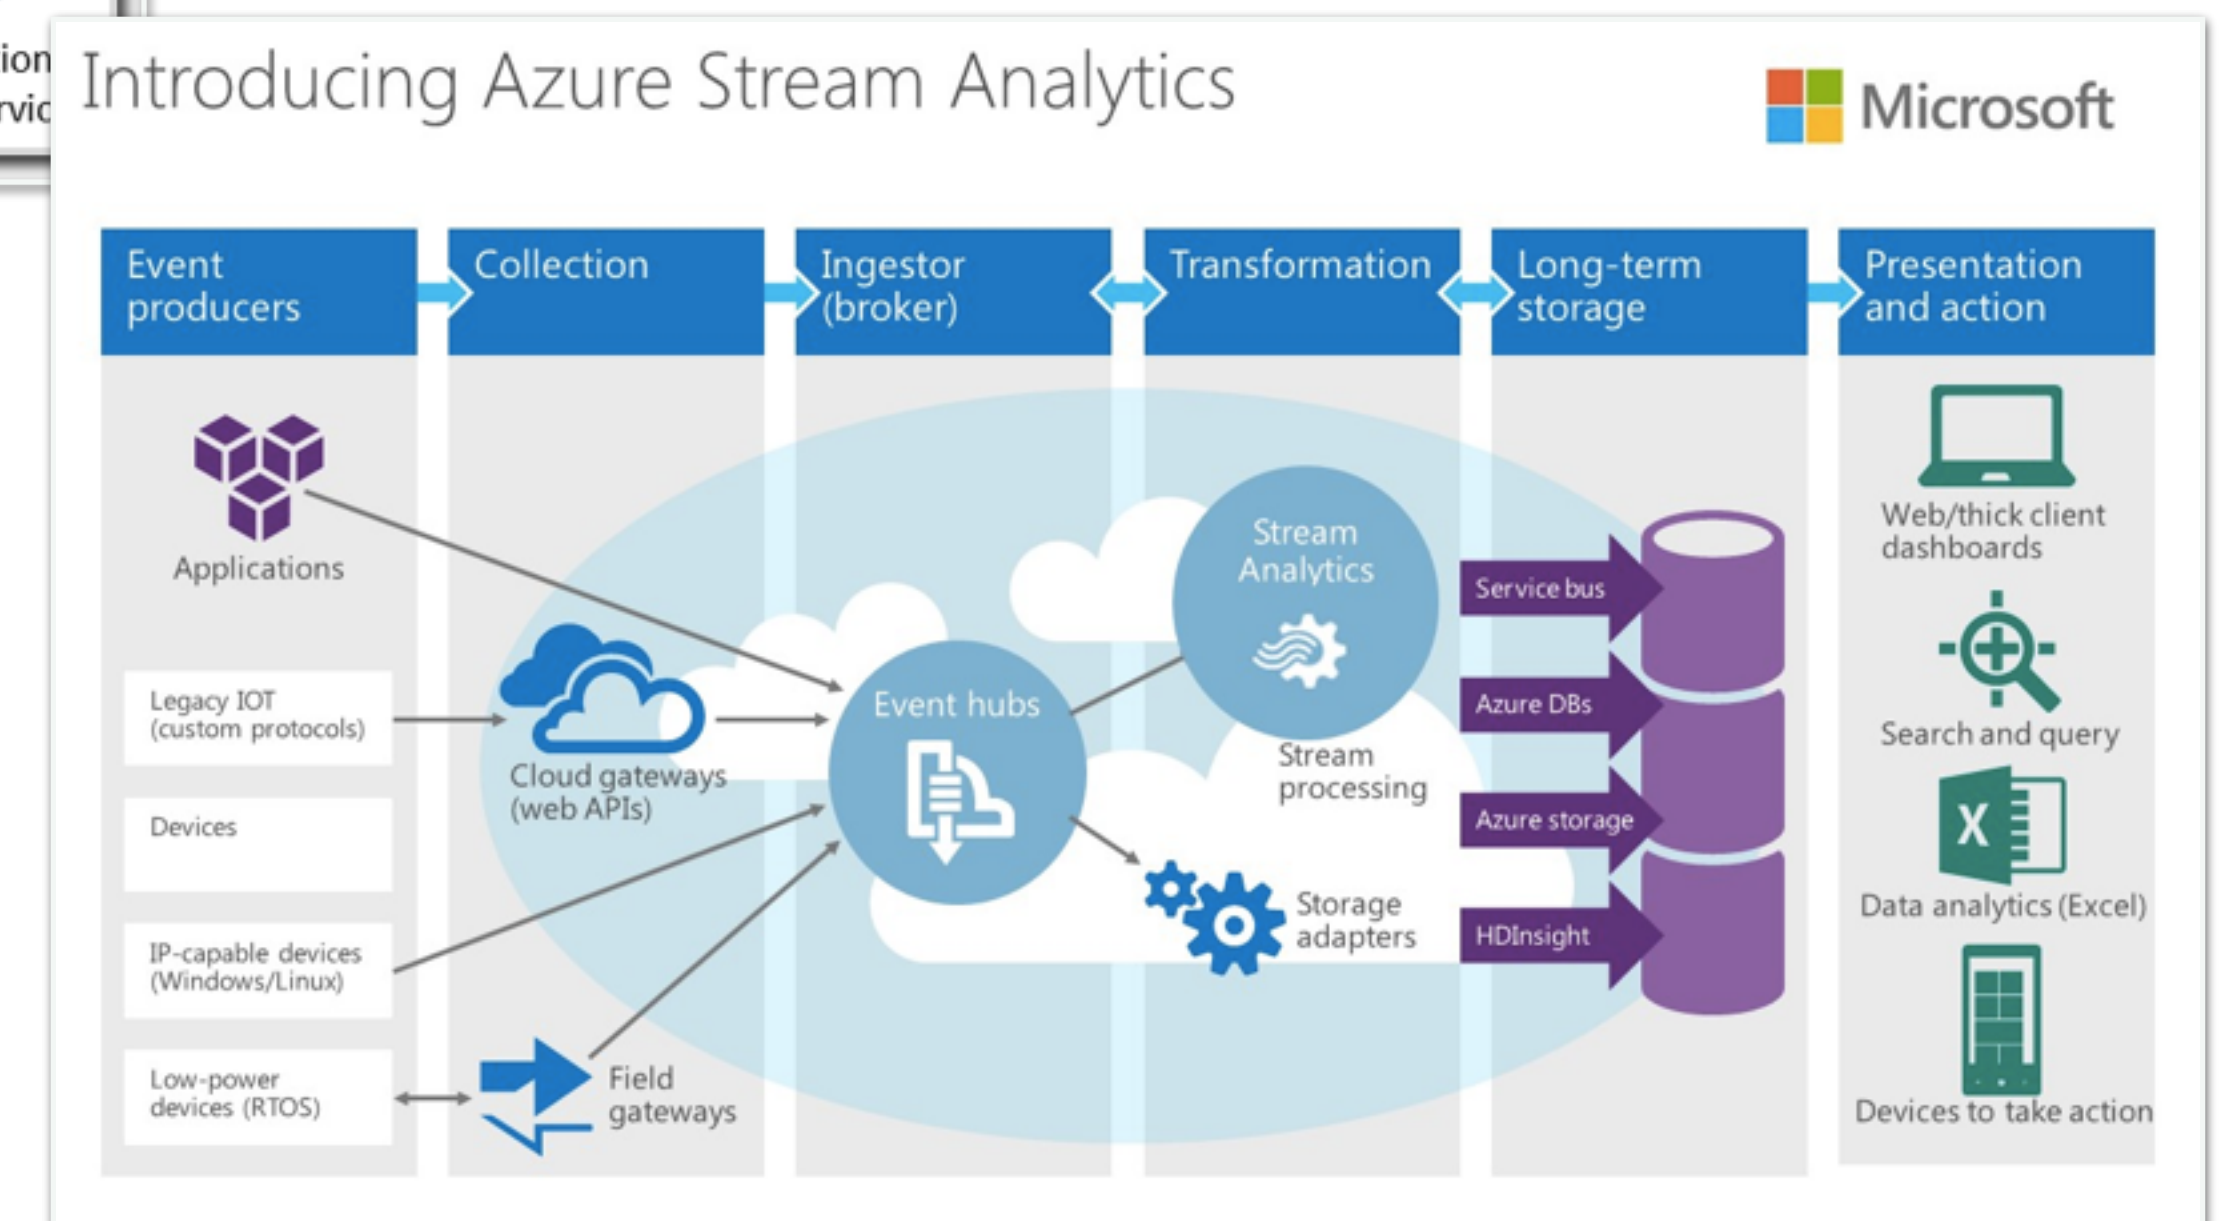 Introducing Azure Stream Analytics
Microsoft
Event
producers
Collection
Ingestor
(broker)
Transformation
Long-term
storage
Presentation
and action
Applications
Legacy IOT
(custom protocols)
Devices
IP-capable devices
(Windows/Linux)
Low-power
devices (RTOS)
Cloud gateways
(web APIs)
Field
gateways
Event hubs
Stream
Analytics
Stream
processing
Storage
adapters
Service bus
Azure DBs
Azure storage
HDInsight
Web/thick client
dashboards
Search and query
X
Data analytics (Excel)
Devices to take action